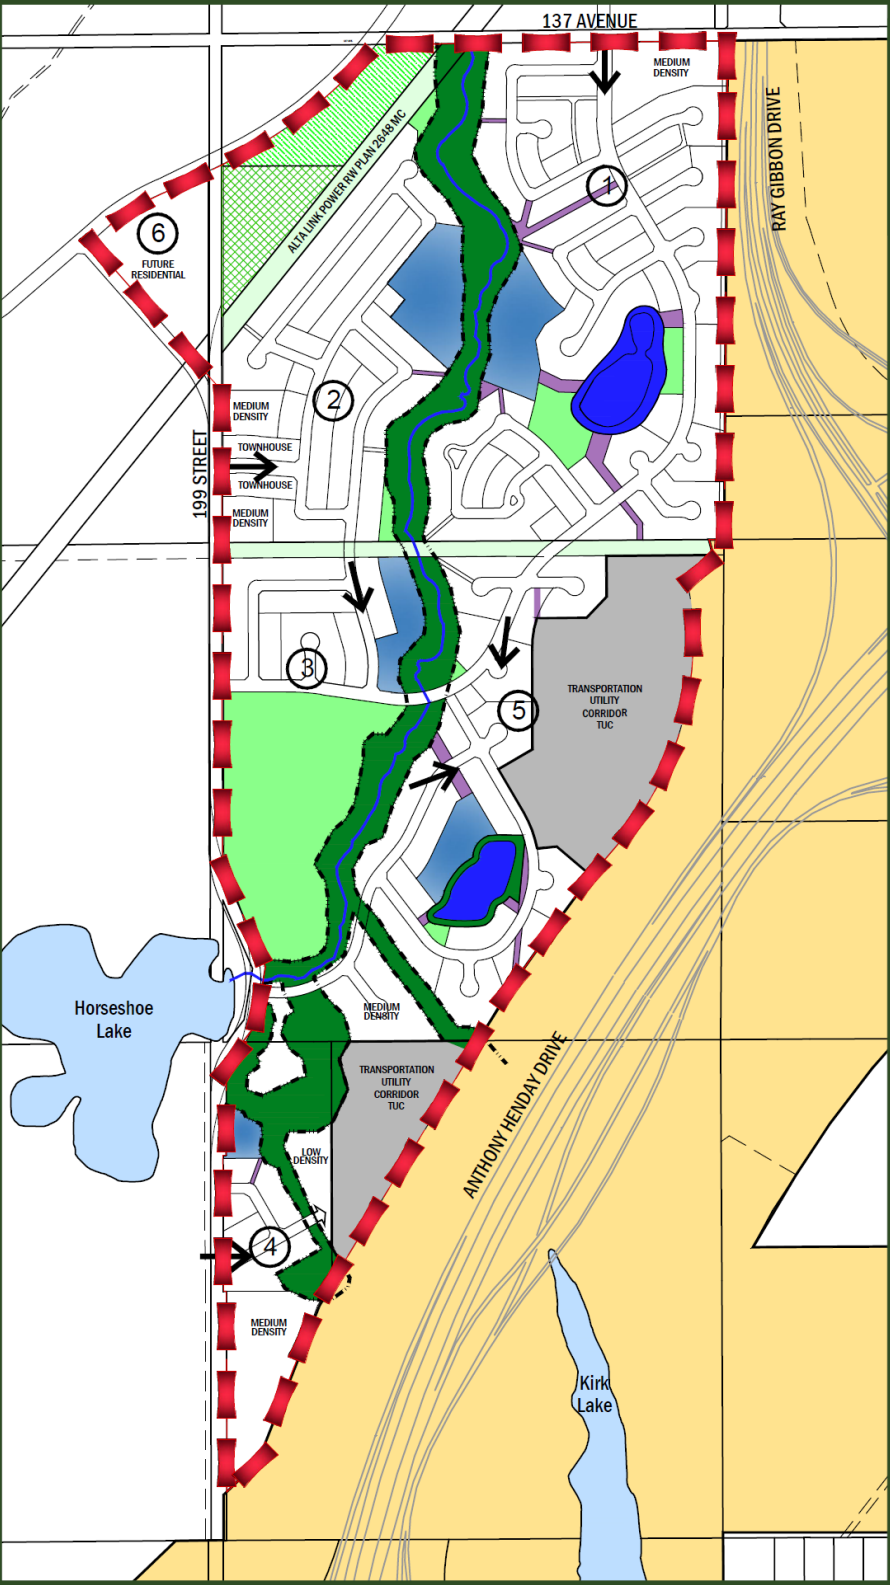 137 AVENUE
MEDIUM
DENSITY
RAY GIBBON DRIVE
ALTA LINK POWER RW PLAN 2648 MC
1
6
FUTURE
RESIDENTIAL
2
MEDIUM
DENSITY
199 STREET
TOWNHOUSE
TOWNHOUSE
MEDIUM
DENSITY
3
5
TRANSPORTATION
UTILITY
CORRIDOR
TUC
Horseshoe
Lake
MEDIUM
DENSITY
TRANSPORTATION
UTILITY
CORRIDOR
TUC
ANTHONY HENDAY DRIVE
LOW
DENSITY
4
MEDIUM
DENSITY
Kirk
Lake